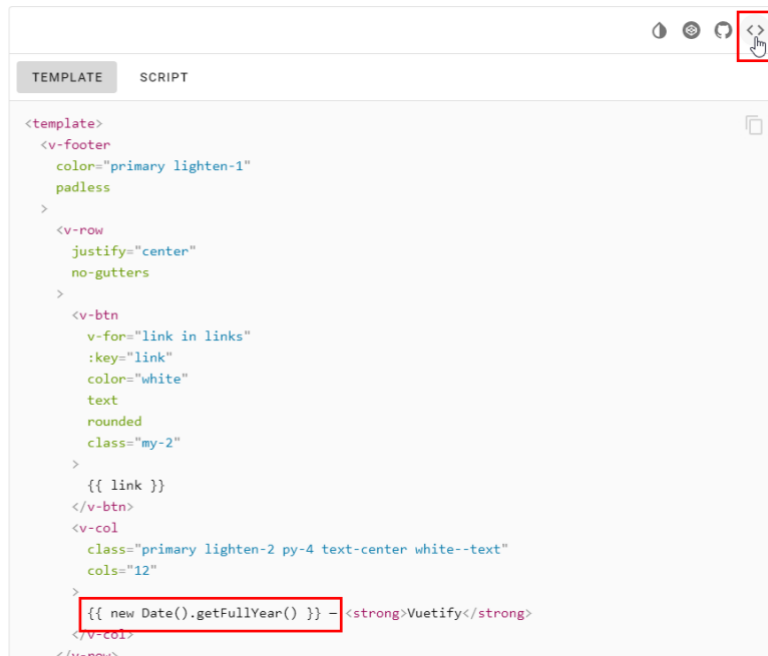 <>
TEMPLATE SCRIPT
<template>
<v-footer
color="primary lighten-1"
padless
>
<v-row
justify="center"
no-gutters
>
<v-btn
v-for="link in links"
:key="link"
color="white"
text
rounded
class="my-2"
>
{{ link }}
</v-btn>
<v-col
class="primary lighten-2 py-4 text-center white--text"
cols="12"
>
{{ new Date().getFullYear() }} — <strong>Vuetify</strong>
</v-col>
</v-row>